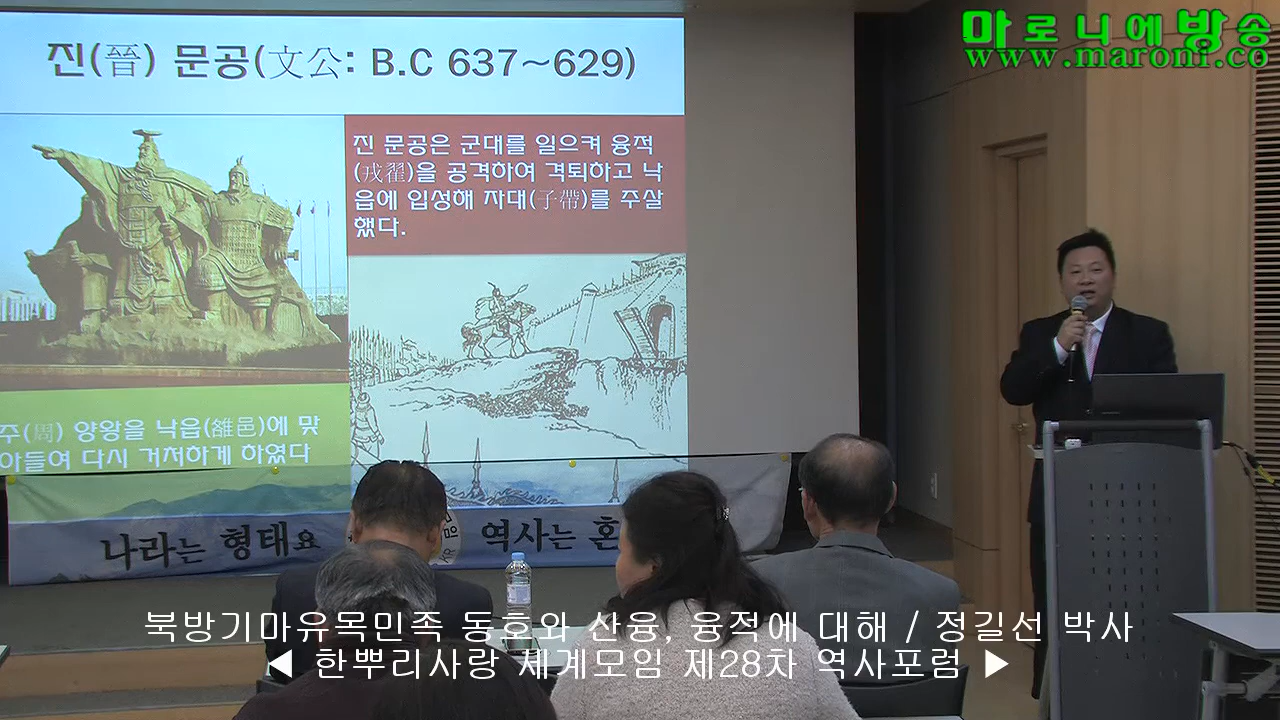 마로니에방송
www.maroni.co
진(晉) 문공(文公: B.C 637~629)
진 문공은 군대를 일으켜 융적
(戎翟)을 공격하여 격퇴하고 낙
읍에 입성해 자대(子帶)를 주살
했다.
주(周) 양왕을 낙읍(雒邑)에 맞
아들여 다시 거처하게 하였다
나라는 형태요
역사는 혼
북방기마유목민족 동호와 산융, 융적에 대해 / 정길선 박사
◀ 한뿌리사랑 세계모임 제28차 역사포럼 ▶